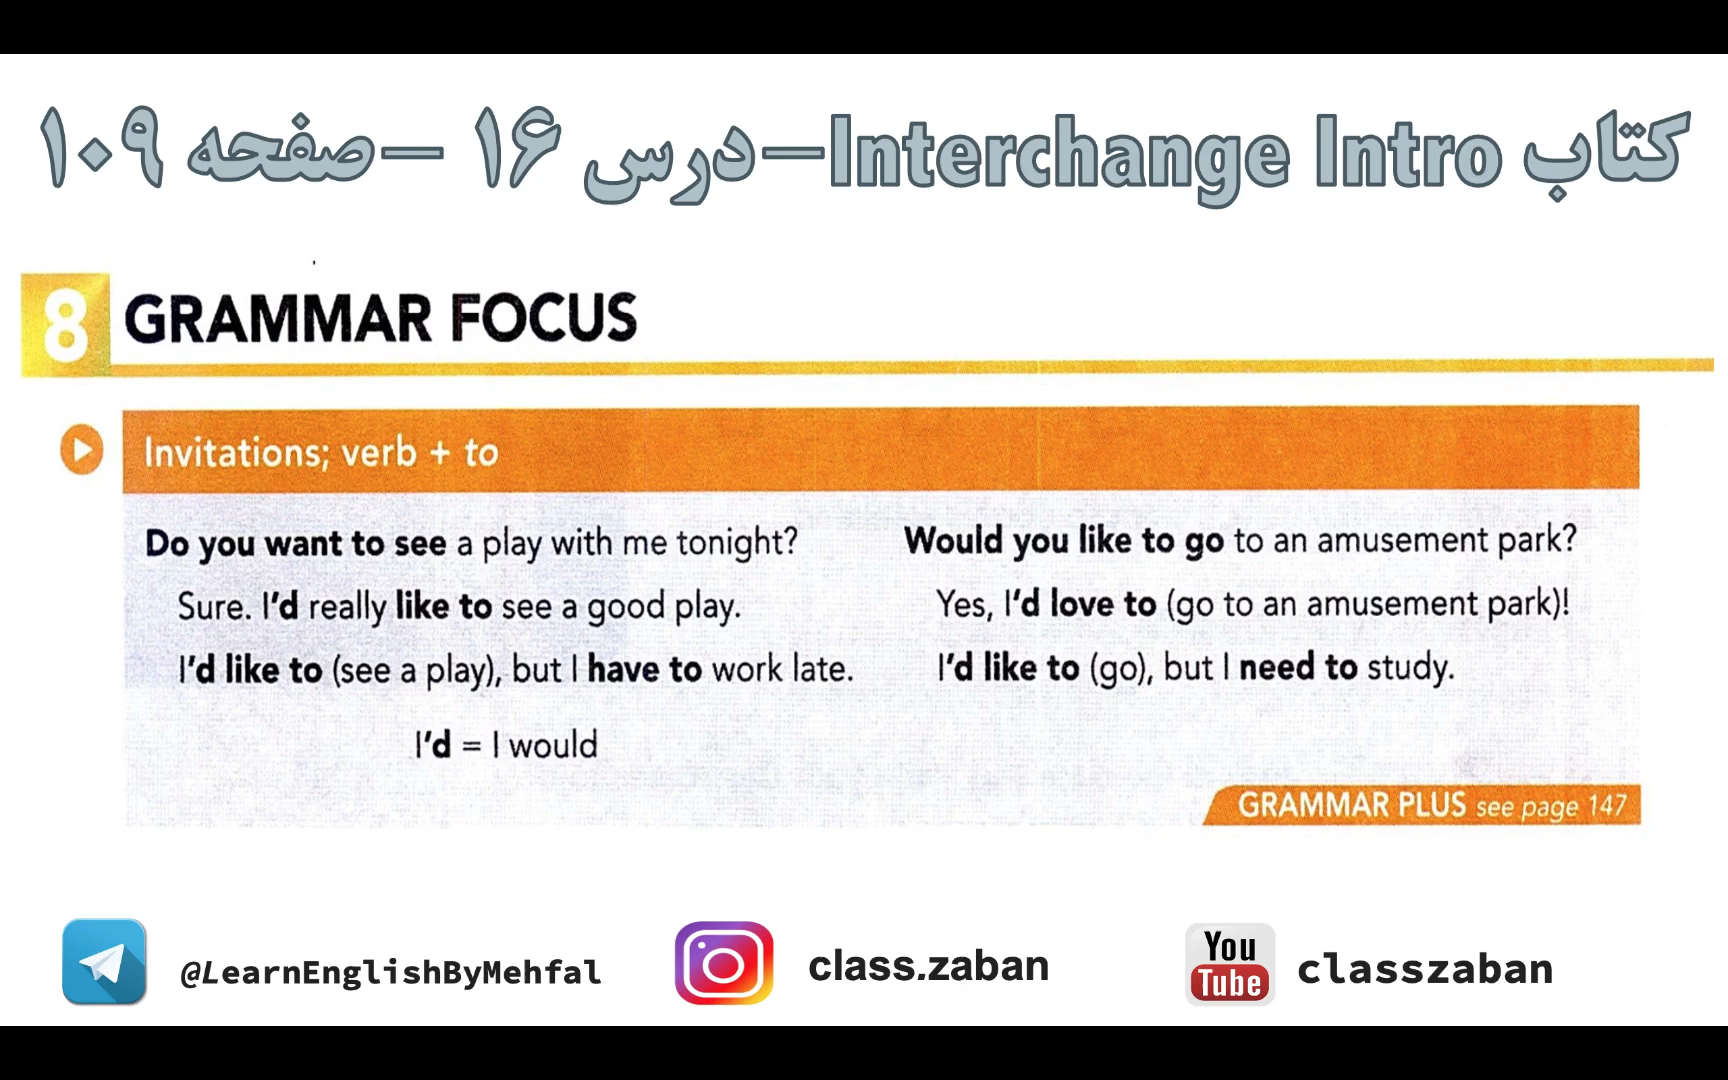 کتاب Interchange Intro–درس ۱۶ –صفحه ۱۰۹
8 GRAMMAR FOCUS
Invitations; verb + to
Do you want to see a play with me tonight?
Sure. I'd really like to see a good play.
I'd like to (see a play), but I have to work late.
I'd = I would
Would you like to go to an amusement park?
Yes, I'd love to (go to an amusement park)!
I'd like to (go), but I need to study.
GRAMMAR PLUS see page 147
@LearnEnglishByMehfal
class.zaban
You
Tube
classzaban